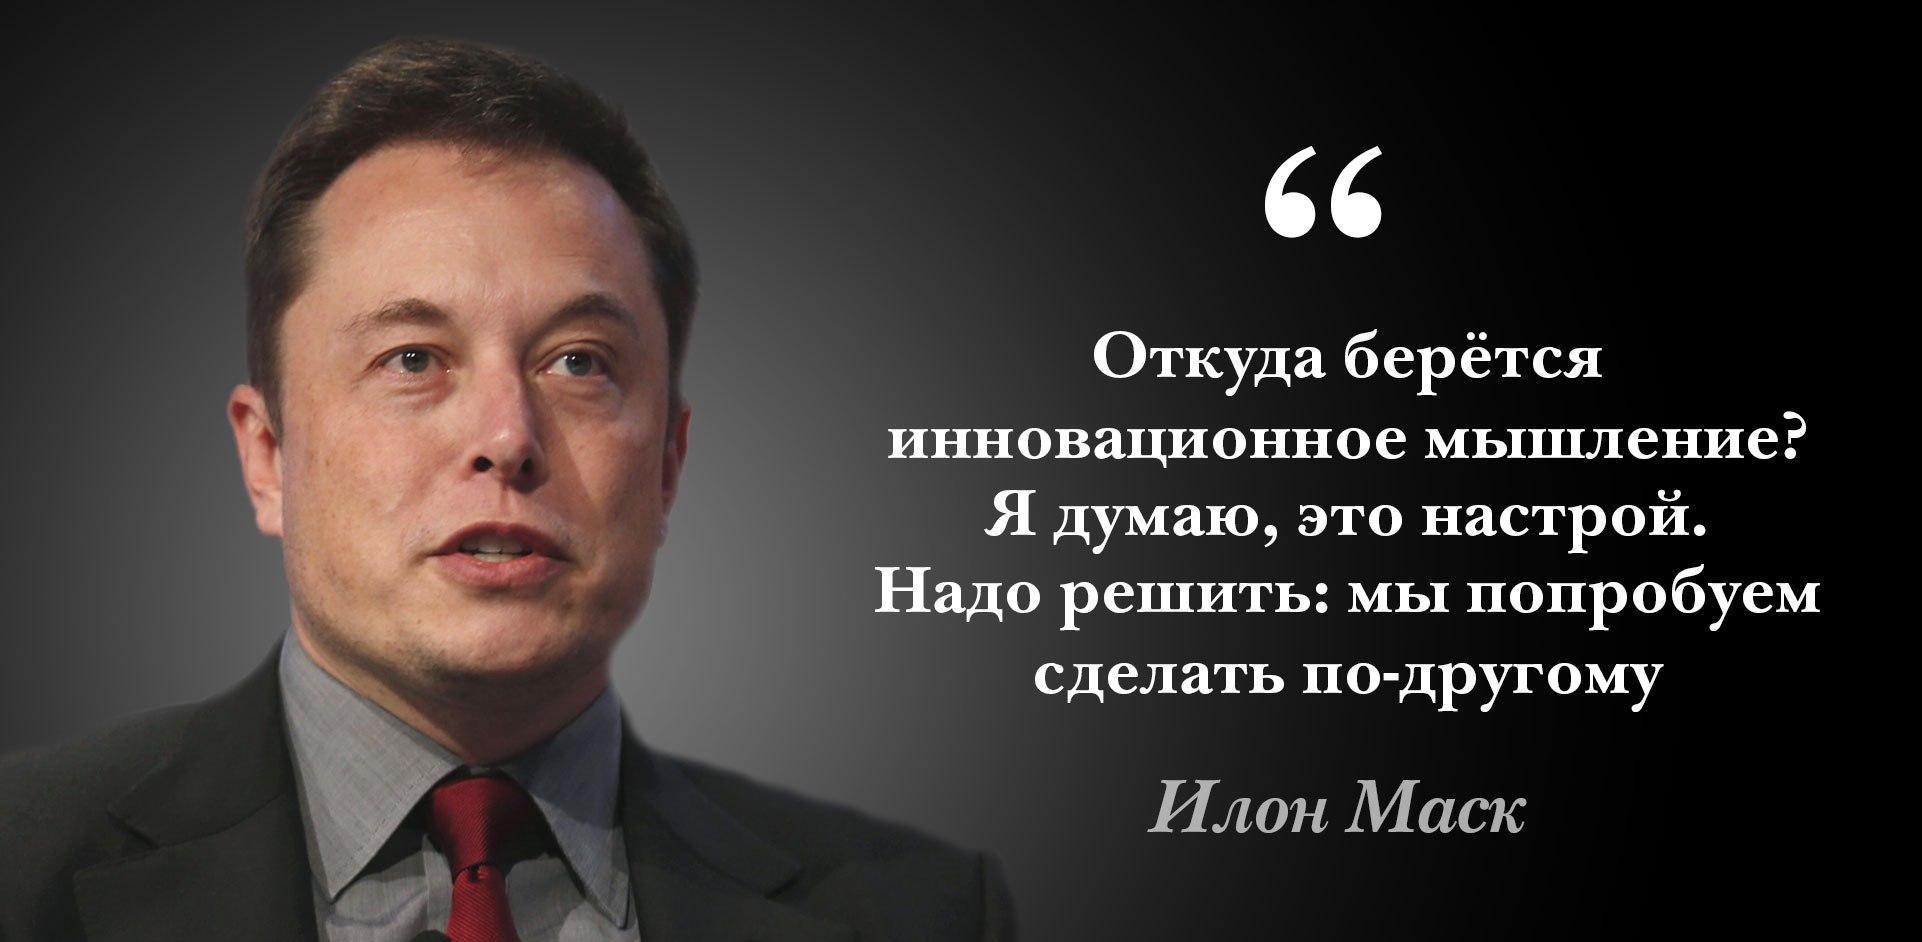 “
Откуда берётся
инновационное мышление?
Я думаю, это настрой.
Надо решить: мы попробуем
сделать по-другому
Илон Маск